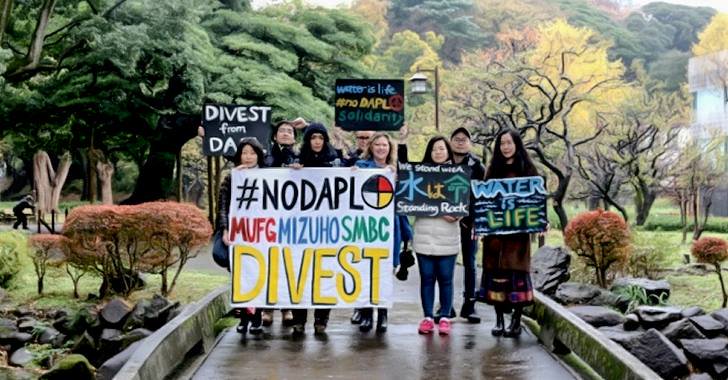 DIVEST
from
DA
water is life
#no DAPL
Solidarity
#NODAPL
MUFG MIZUHO SMBC
DIVEST
We stand with
水は
Standing Rock
WATER
is
LIFE